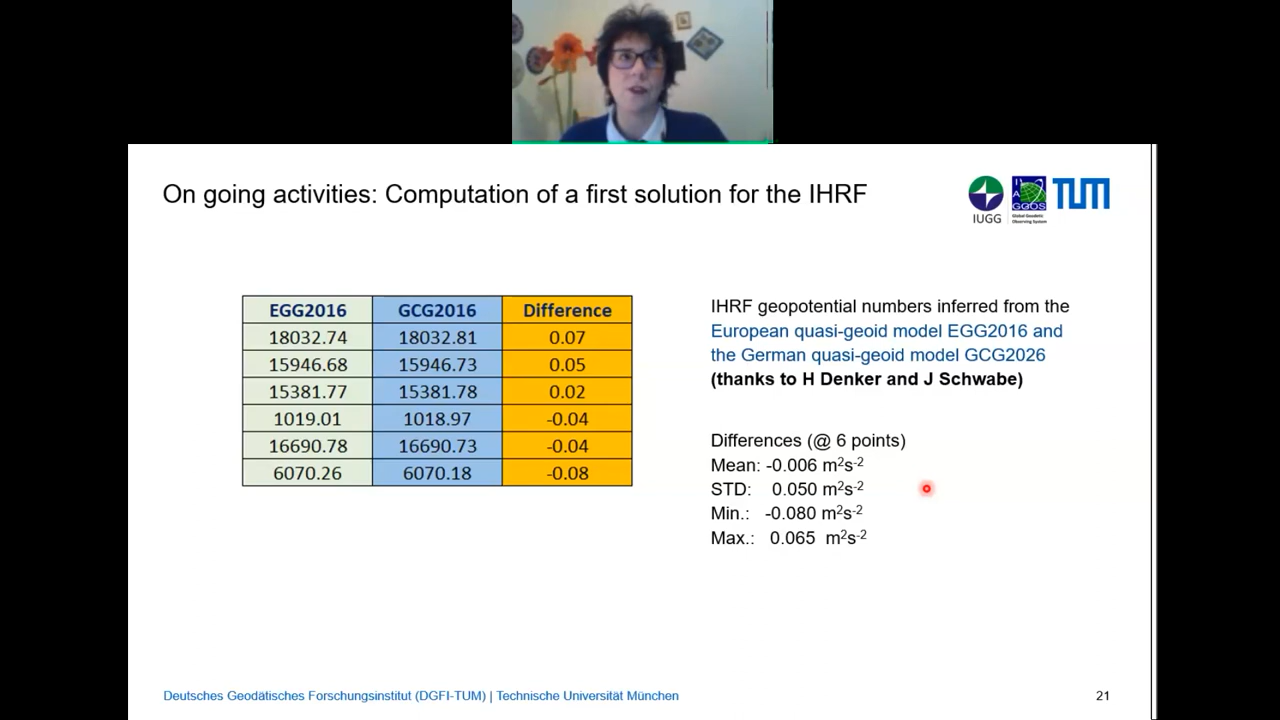 On going activities: Computation of a first solution for the IHRF
IUGG
I
A
GGOS
Global Geodetic
Observing System
TUM
EGG2016 GCG2016 Difference
18032.74 18032.81 0.07
15946.68 15946.73 0.05
15381.77 15381.78 0.02
1019.01 1018.97 -0.04
16690.78 16690.73 -0.04
6070.26 6070.18 -0.08
IHRF geopotential numbers inferred from the
European quasi-geoid model EGG2016 and
the German quasi-geoid model GCG2026
(thanks to H Denker and J Schwabe)
Differences (@ 6 points)
Mean: -0.006 m²s⁻²
STD: 0.050 m²s⁻²
Min.: -0.080 m²s⁻²
Max.: 0.065 m²s⁻²
Deutsches Geodätisches Forschungsinstitut (DGFI-TUM) | Technische Universität München
21